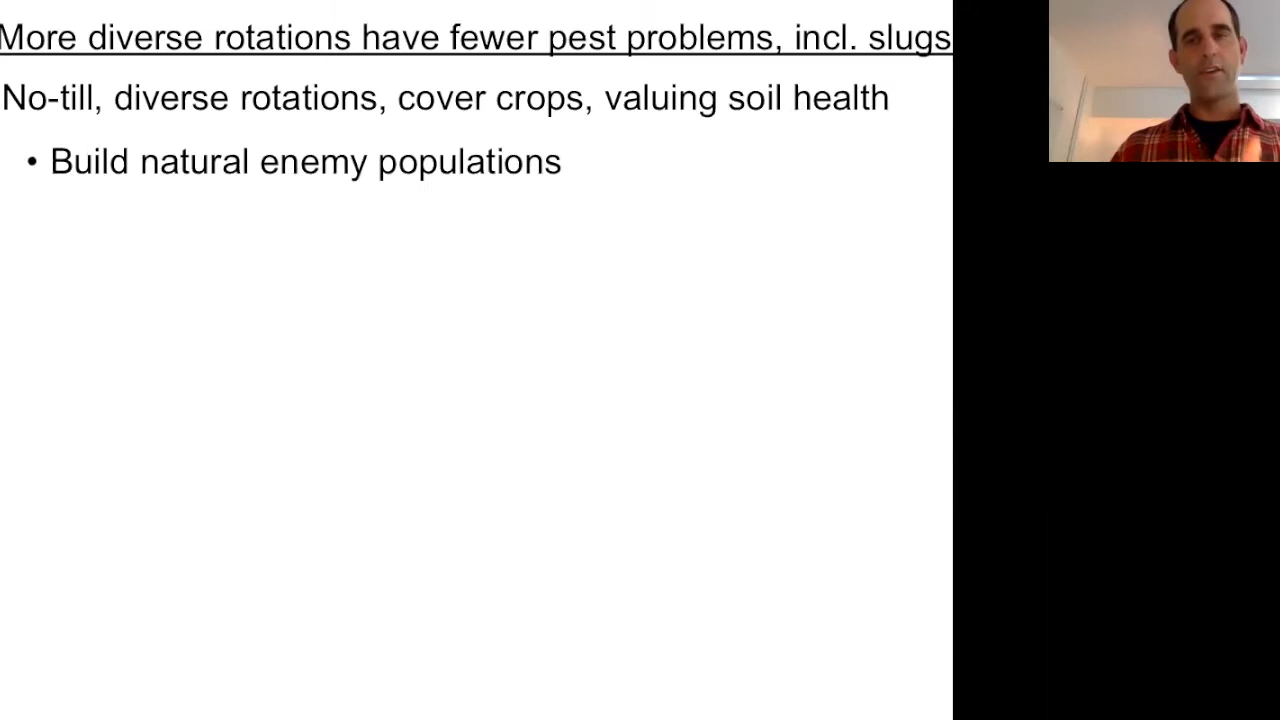 More diverse rotations have fewer pest problems, incl. slugs
No-till, diverse rotations, cover crops, valuing soil health
• Build natural enemy populations